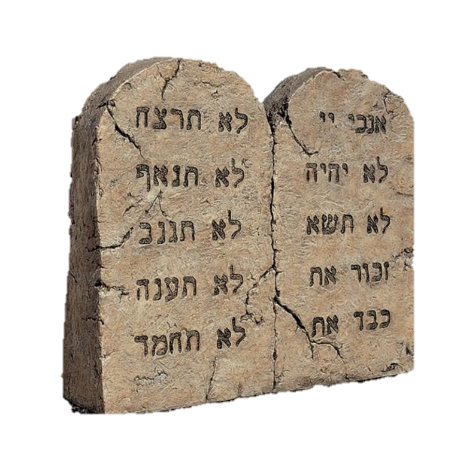 אנכי יי
לא יהיה
לא תשא
זכור את
כבד את
לא תרצח
לא תנאף
לא תגנב
לא תענה
לא תחמד